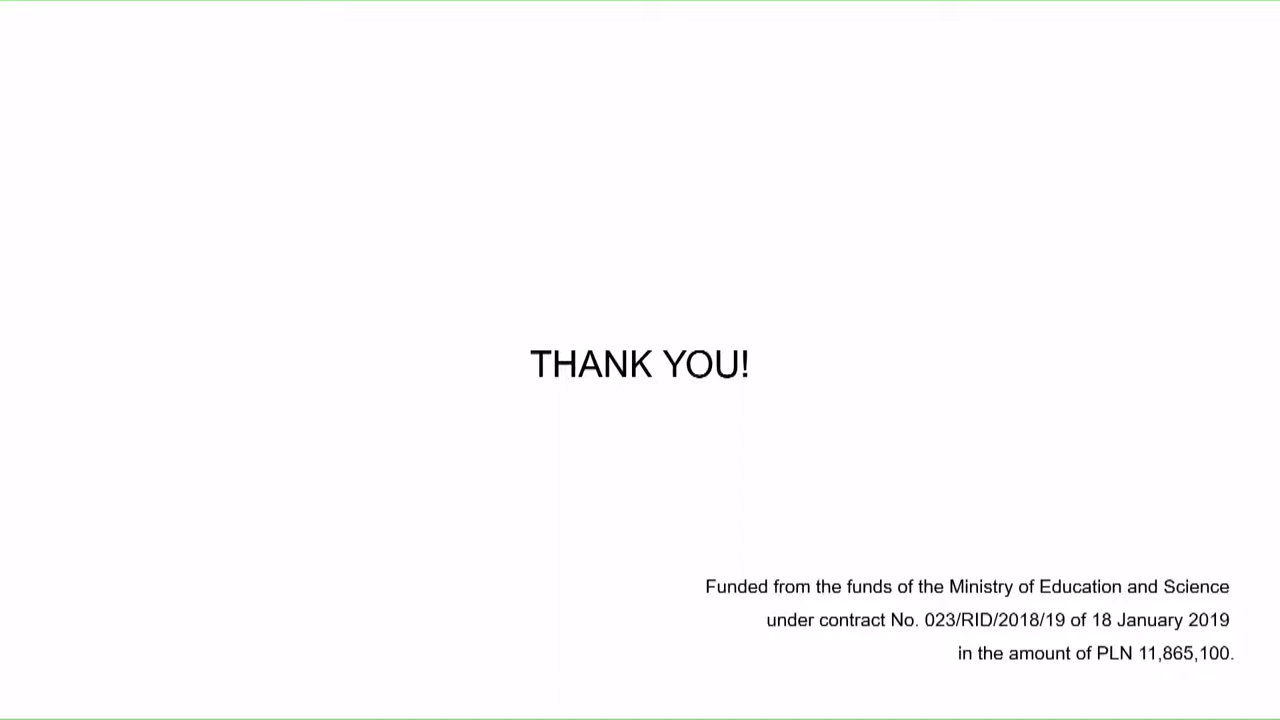 THANK YOU!
Funded from the funds of the Ministry of Education and Science
under contract No. 023/RID/2018/19 of 18 January 2019
in the amount of PLN 11,865,100.